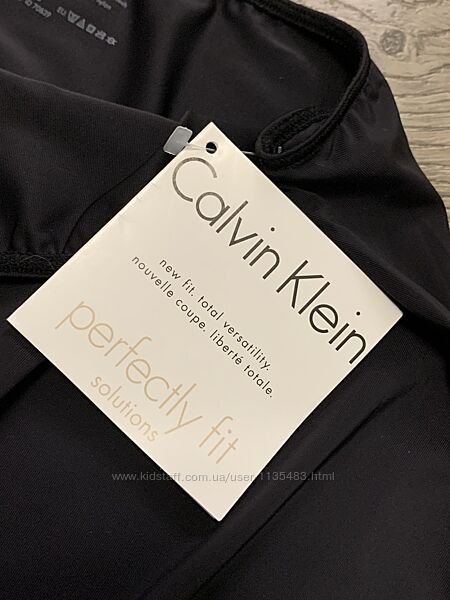 Calvin Klein
new fit. total versatility.
nouvelle coupe. liberté totale.
perfectly fit
solutions
www.kidstaff.com.ua/user-1135483.html